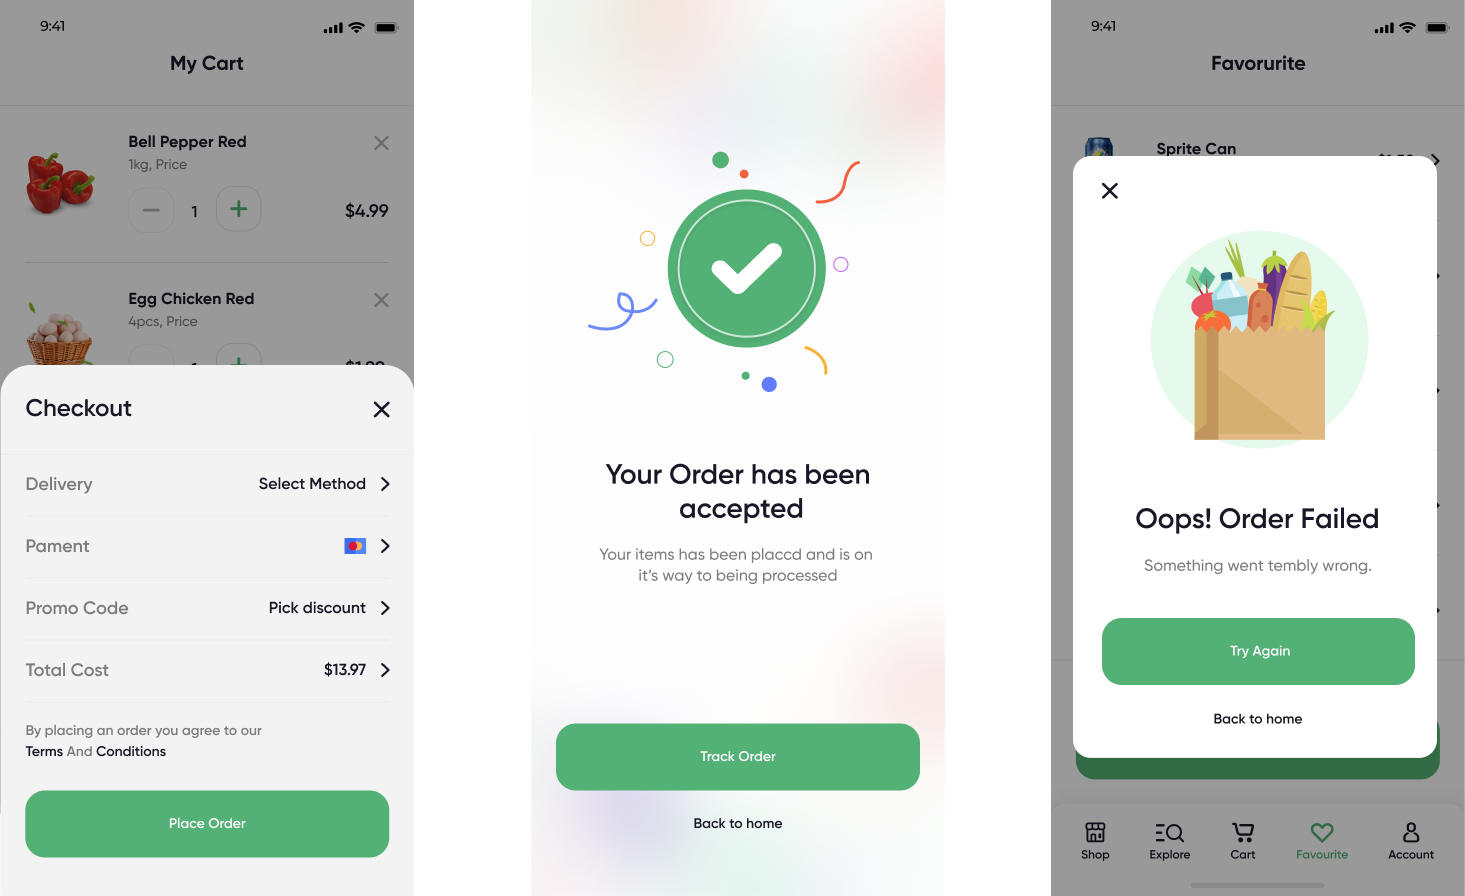 9:41
My Cart
Bell Pepper Red
1kg, Price
1
$4.99
Egg Chicken Red
4pcs, Price
Checkout
Delivery
Select Method
Pament
Promo Code
Pick discount
Total Cost
$13.97
By placing an order you agree to our
Terms And Conditions
Place Order
Your Order has been
accepted
Your items has been placcd and is on
it's way to being processed
Track Order
Back to home
9:41
Favorurite
Sprite Can
Oops! Order Failed
Something went tembly wrong.
Try Again
Back to home
Shop
Explore
Cart
Favourite
Account